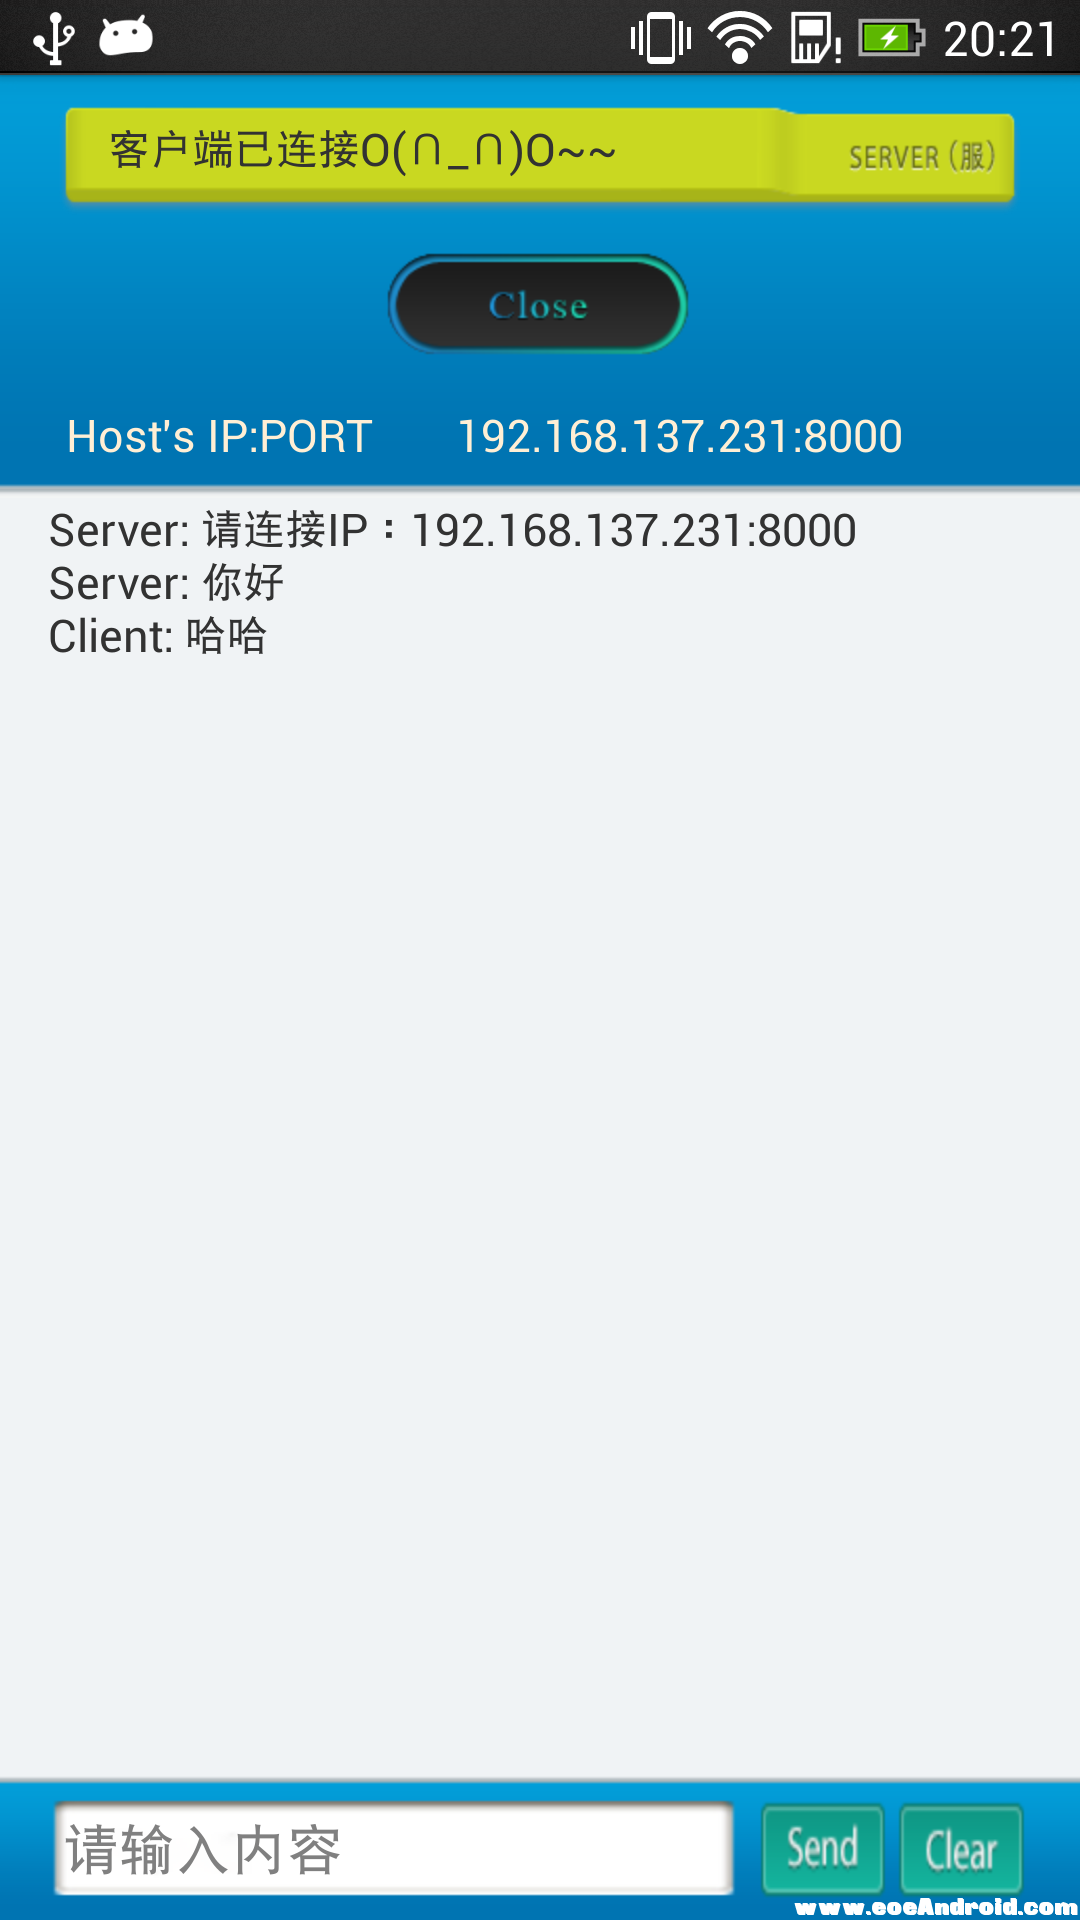 20:21
客户端已连接O(∩_∩)O~~
SERVER (服)
Close
Host's IP:PORT 192.168.137.231:8000
Server: 请连接IP：192.168.137.231:8000
Server: 你好
Client: 哈哈
请输入内容
Send
Clear
www.eoeAndroid.com